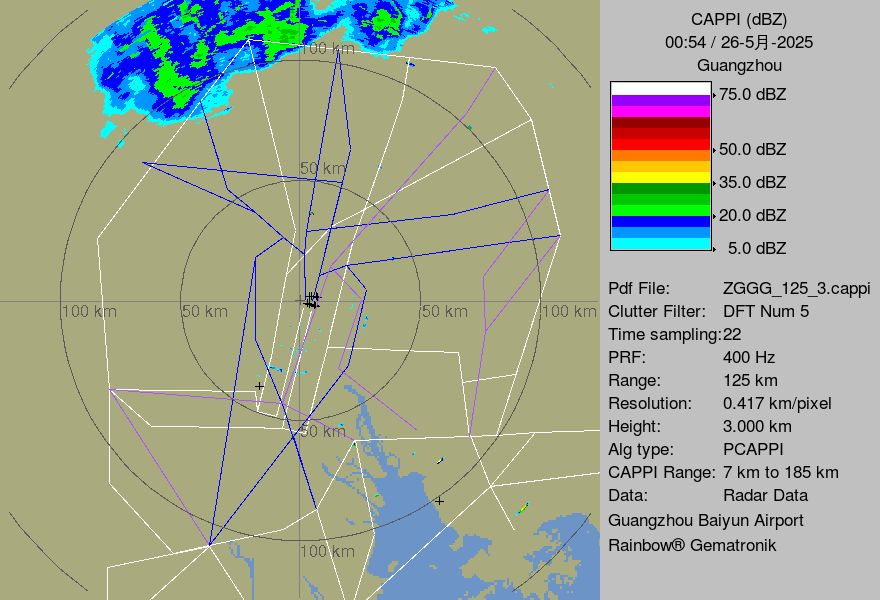 CAPPI (dBZ)
00:54 / 26-5月-2025
Guangzhou
75.0 dBZ
50.0 dBZ
35.0 dBZ
20.0 dBZ
5.0 dBZ
Pdf File: ZGGG_125_3.cappi
Clutter Filter: DFT Num 5
Time sampling:22
PRF: 400 Hz
Range: 125 km
Resolution: 0.417 km/pixel
Height: 3.000 km
Alg type: PCAPPI
CAPPI Range: 7 km to 185 km
Data: Radar Data
Guangzhou Baiyun Airport
Rainbow® Gematronik
100 km
50 km
100 km
50 km
50 km
100 km
50 km
100 km